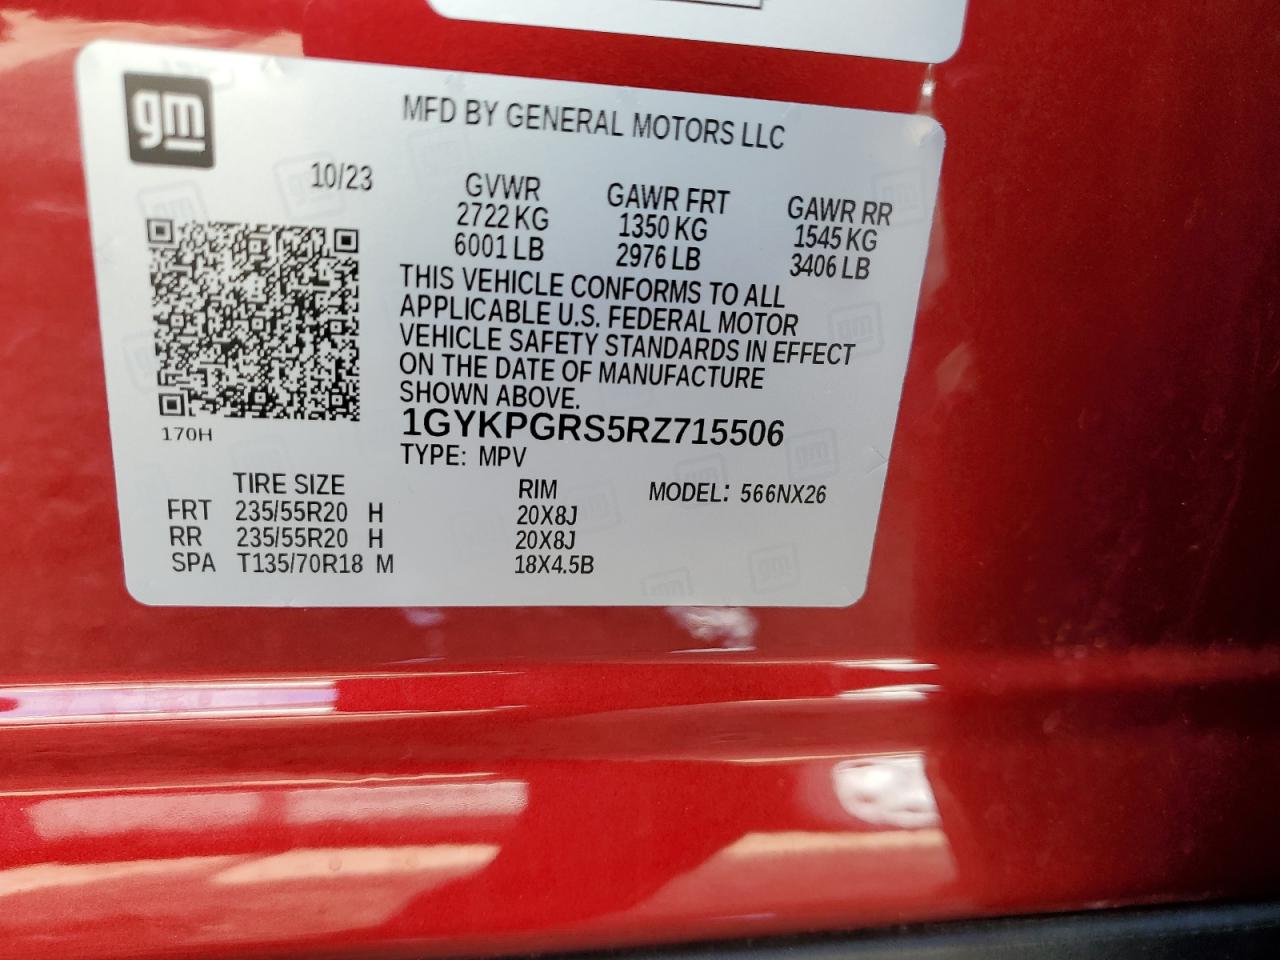 gm
MFD BY GENERAL MOTORS LLC
10/23
GVWR GAWR FRT GAWR RR
2722 KG 1350 KG 1545 KG
6001 LB 2976 LB 3406 LB
THIS VEHICLE CONFORMS TO ALL
APPLICABLE U.S. FEDERAL MOTOR
VEHICLE SAFETY STANDARDS IN EFFECT
ON THE DATE OF MANUFACTURE
SHOWN ABOVE.
1GYKPGRS5RZ715506
170H
TYPE: MPV
TIRE SIZE RIM MODEL: 566NX26
FRT 235/55R20 H 20X8J
RR 235/55R20 H 20X8J
SPA T135/70R18 M 18X4.5B